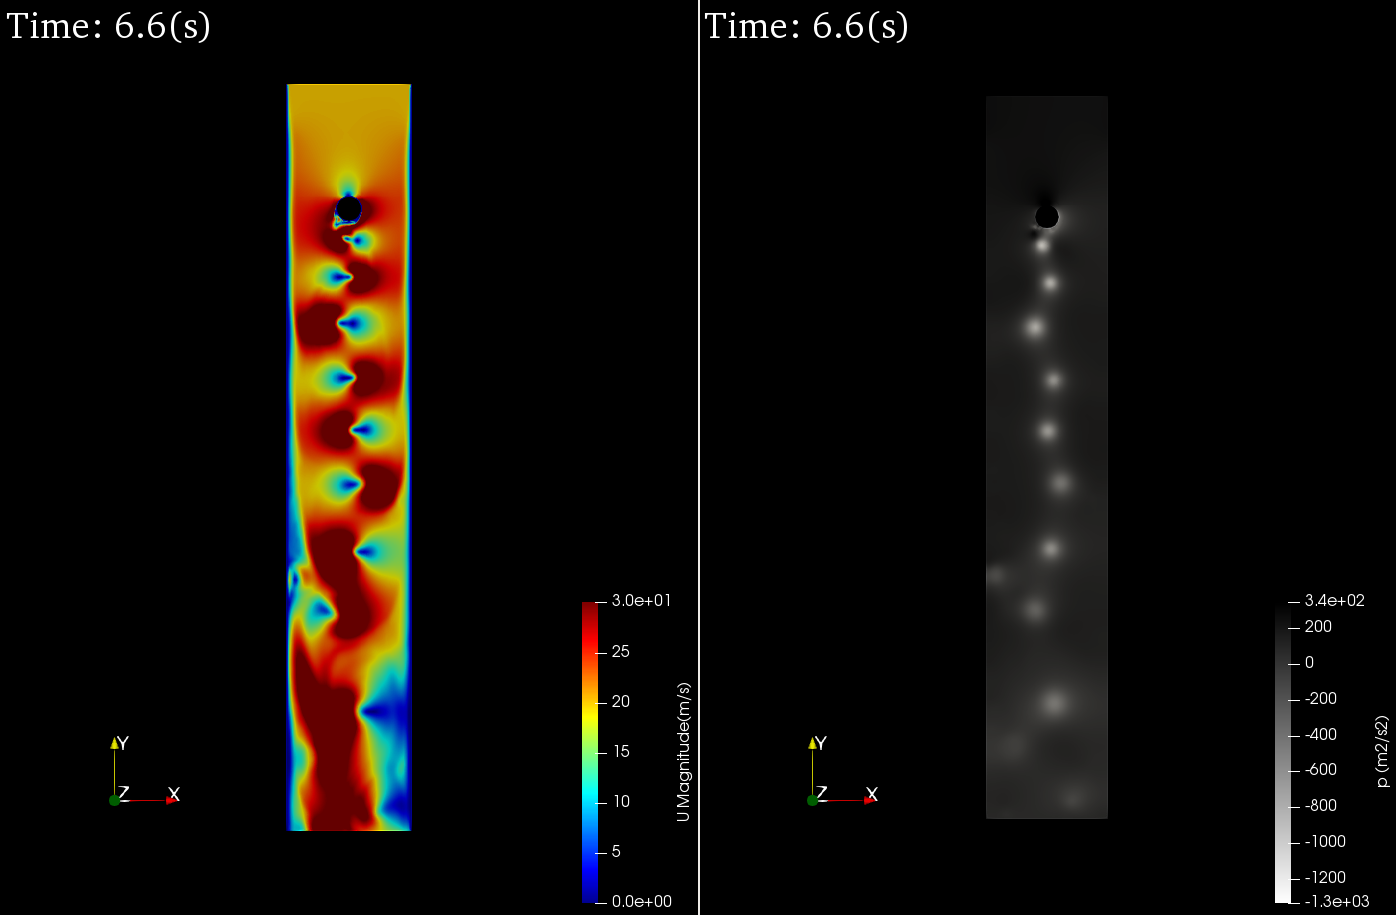 Time: 6.6(s)
3.0e+01
25
20
15
10
5
0.0e+00
U Magnitude(m/s)
Y
Z
X
Time: 6.6(s)
3.4e+02
200
0
-200
-400
-600
-800
-1000
-1200
-1.3e+03
p (m2/s2)
Y
Z
X